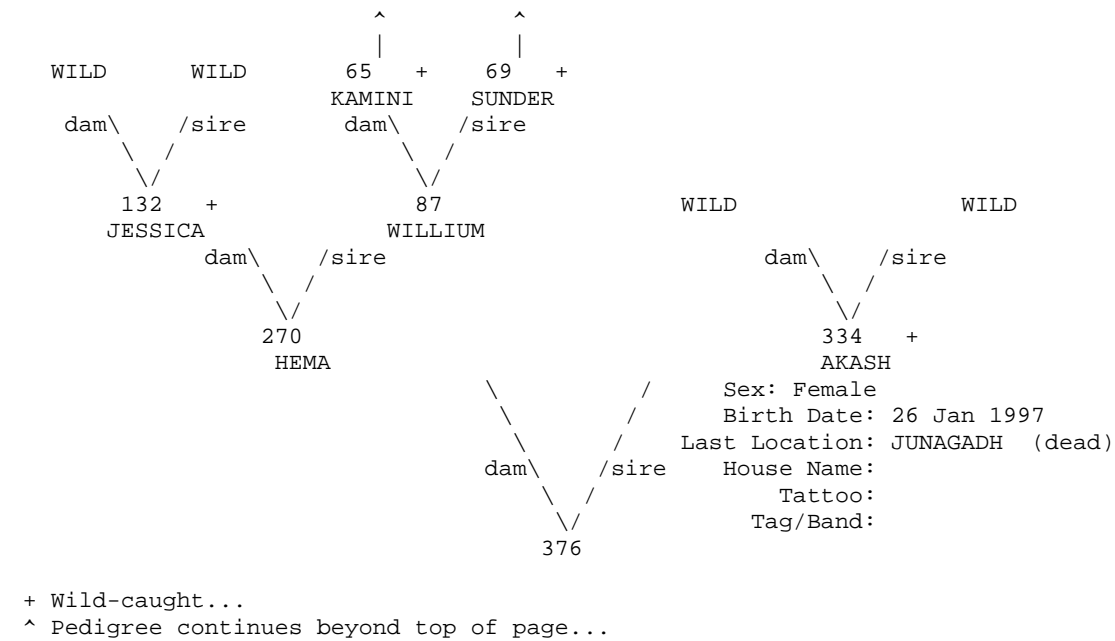 ^ ^
| |
WILD WILD 65 + 69 +
KAMINI SUNDER
dam\ /sire dam\ /sire
\ / \ /
\/ \/
132 + 87 WILD WILD
JESSICA WILLIUM
dam\ /sire dam\ /sire
\ / \ /
\/ \/
270 334 +
HEMA AKASH
\ / Sex: Female
\ / Birth Date: 26 Jan 1997
\ / Last Location: JUNAGADH (dead)
dam\ /sire House Name:
\ / Tattoo:
\/ Tag/Band:
376
+ Wild-caught...
^ Pedigree continues beyond top of page...